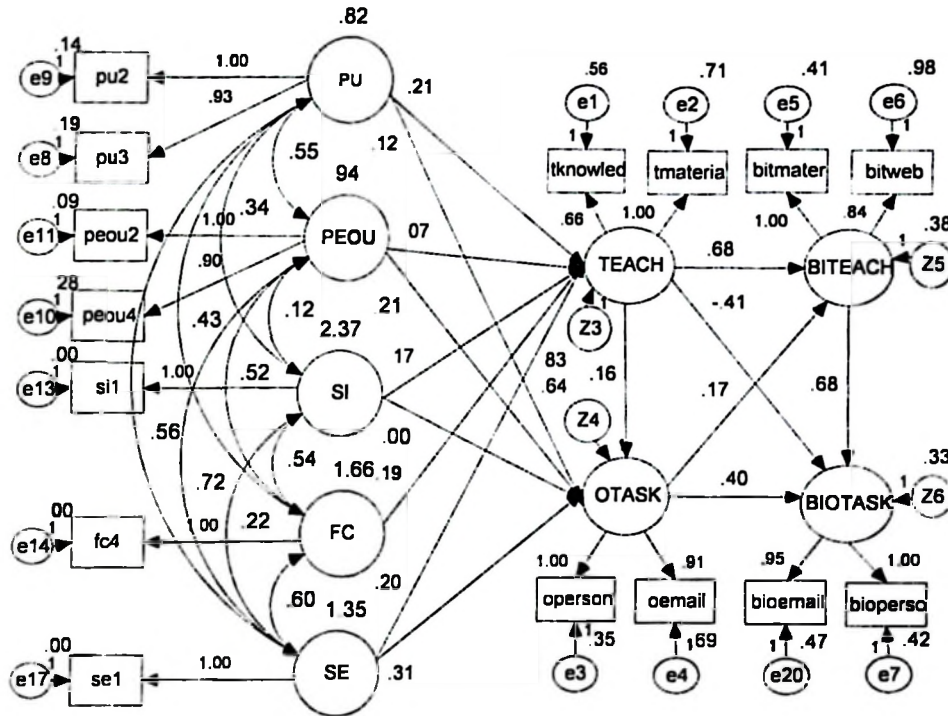 .82
.14
e9 1 pu2 1.00 PU .21
.93
.56 .71 .41 .98
e1 e2 e5 e6
.19
e8 1 pu3 .55 .12
1 1 1 1
94
tknowled tmateria bitmater bitweb
.09
e11 1 peou2 1.00 .34 PEOU 07
.66 1.00 1.00 .84 .38
TEACH .68 BITEACH 1 Z5
.90
.28
e10 1 peou4 .43 .12 .21
2.37
Z3 1 -.41
.00
e13 1 si1 1.00 .52 SI 17
.83
.64 .16 .17 .68
.56 .72 .54 .00
Z4
1.66 .19
.33
OTASK .40 BIOTASK 1 Z6
.00
e14 1 fc4 1.00 .22 FC
1.00 .91 .95 1.00
.60 .20
1.35
operson oemail bioemail bioperso
.00
e17 1 se1 1.00 SE .31
1 .35 1 .69 1 .47 1 .42
e3 e4 e20 e7